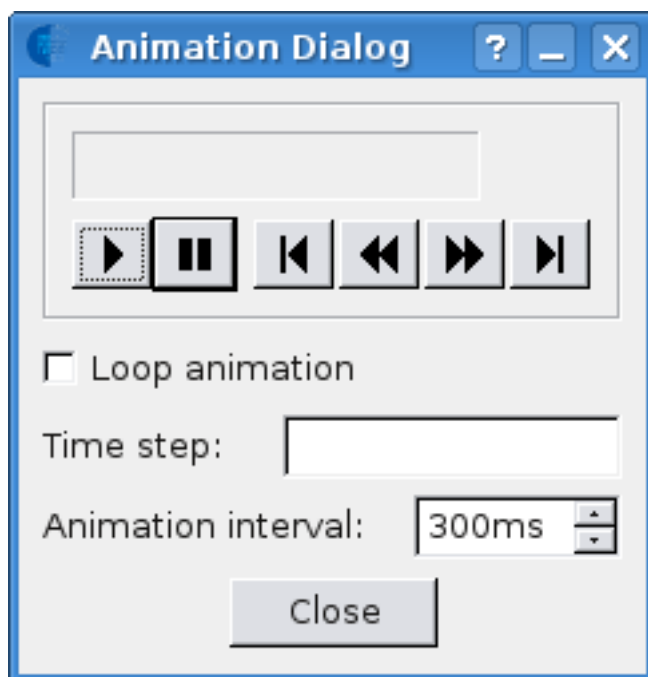 Animation Dialog ?
Loop animation
Time step:
Animation interval: 300ms
Close